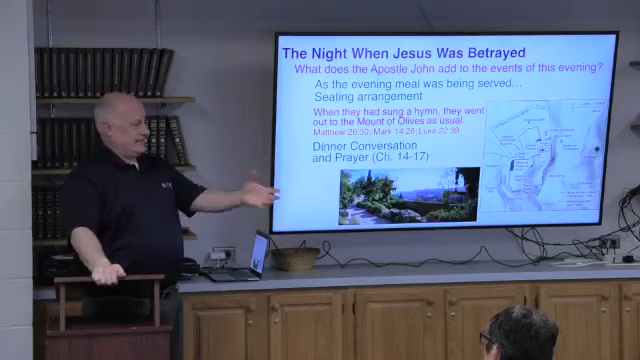 The Night When Jesus Was Betrayed
What does the Apostle John add to the events of this evening?
As the evening meal was being served…
Seating arrangement
When they had sung a hymn, they went
out to the Mount of Olives as usual.
Matthew 26:30; Mark 14:26; Luke 22:39
Dinner Conversation
and Prayer (Ch. 14-17)